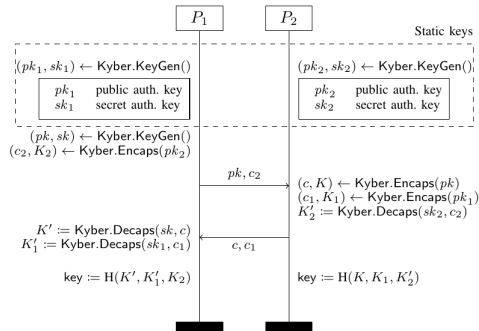 P₁ P₂
Static keys
(pk₁, sk₁) ← Kyber.KeyGen() (pk₂, sk₂) ← Kyber.KeyGen()
pk₁ public auth. key pk₂ public auth. key
sk₁ secret auth. key sk₂ secret auth. key
(pk, sk) ← Kyber.KeyGen()
(c₂, K₂) ← Kyber.Encaps(pk₂)
pk, c₂
(c, K) ← Kyber.Encaps(pk)
(c₁, K₁) ← Kyber.Encaps(pk₁)
K′₂ := Kyber.Decaps(sk₂, c₂)
K′ := Kyber.Decaps(sk, c)
K′₁ := Kyber.Decaps(sk₁, c₁)
c, c₁
key := H(K′, K′₁, K₂) key := H(K, K₁, K′₂)